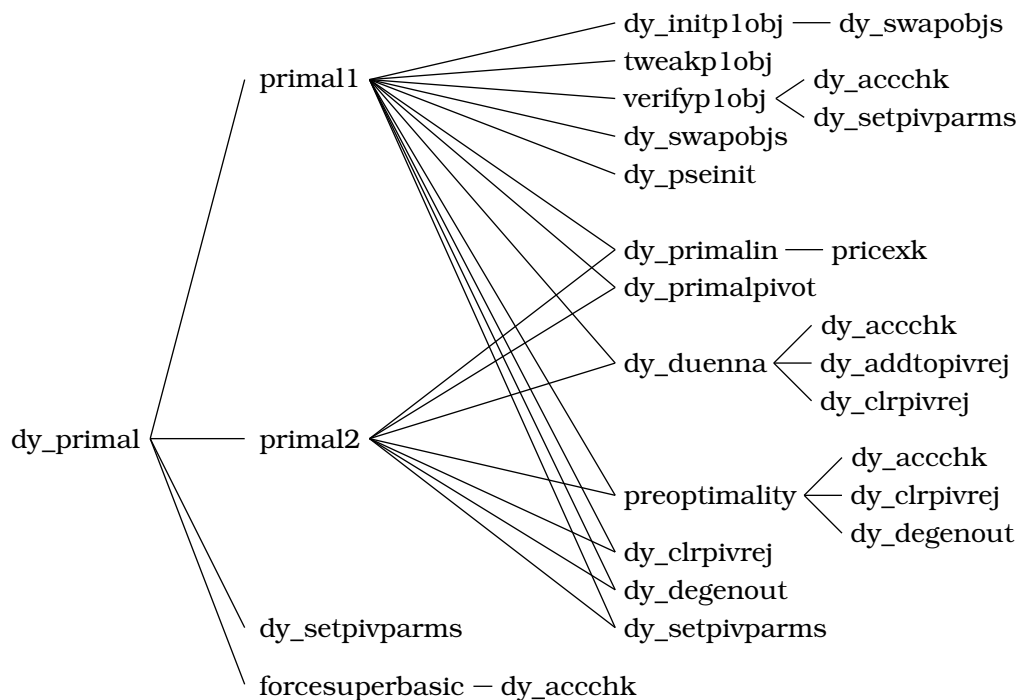 dy_initp1obj dy_swapobjs
primal1 tweakp1obj dy_accchk
verifyp1obj
dy_setpivparms
dy_swapobjs
dy_pseinit
dy_primalin pricexk
dy_primalpivot
dy_accchk
dy_duenna dy_addtopivrej
dy_clrpivrej
dy_primal primal2
dy_accchk
preoptimality dy_clrpivrej
dy_degenout
dy_clrpivrej
dy_degenout
dy_setpivparms dy_setpivparms
forcesuperbasic dy_accchk